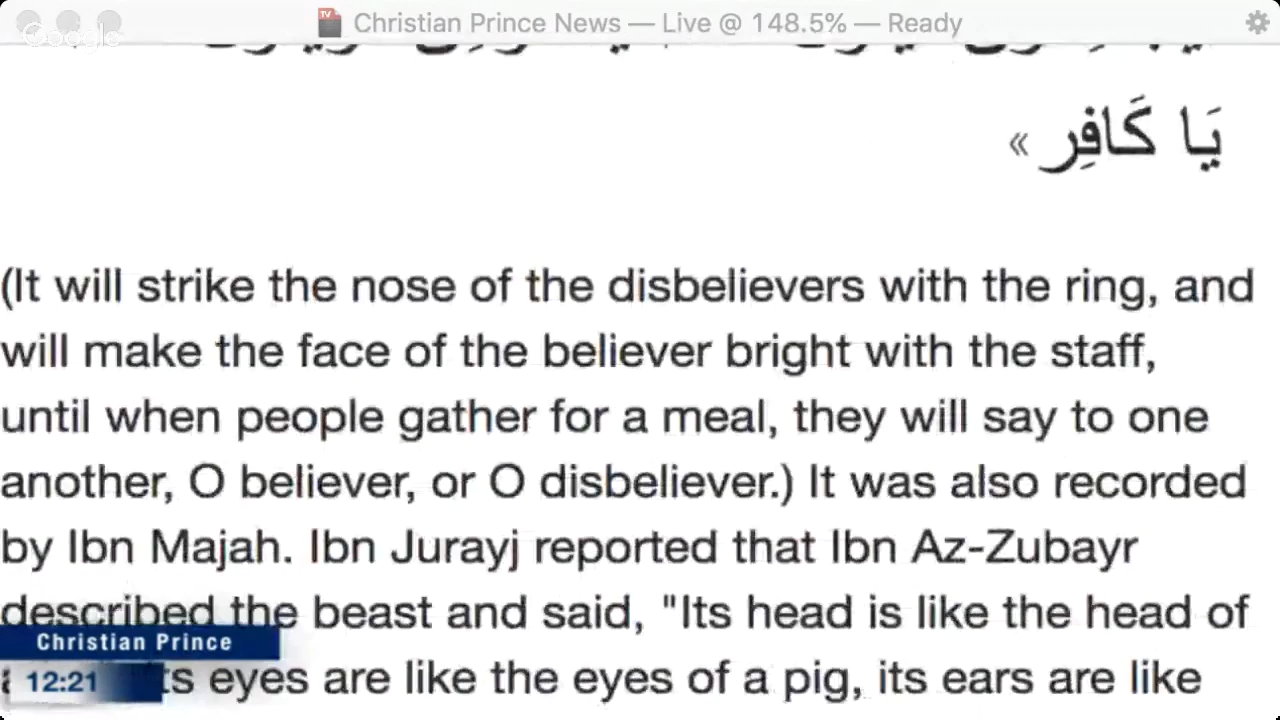 Christian Prince News — Live @ 148.5% — Ready
Google
يَا كَافِر »
(It will strike the nose of the disbelievers with the ring, and
will make the face of the believer bright with the staff,
until when people gather for a meal, they will say to one
another, O believer, or O disbeliever.) It was also recorded
by Ibn Majah. Ibn Jurayj reported that Ibn Az-Zubayr
described the beast and said, "Its head is like the head of
eyes are like the eyes of a pig, its ears are like
Christian Prince
12:21